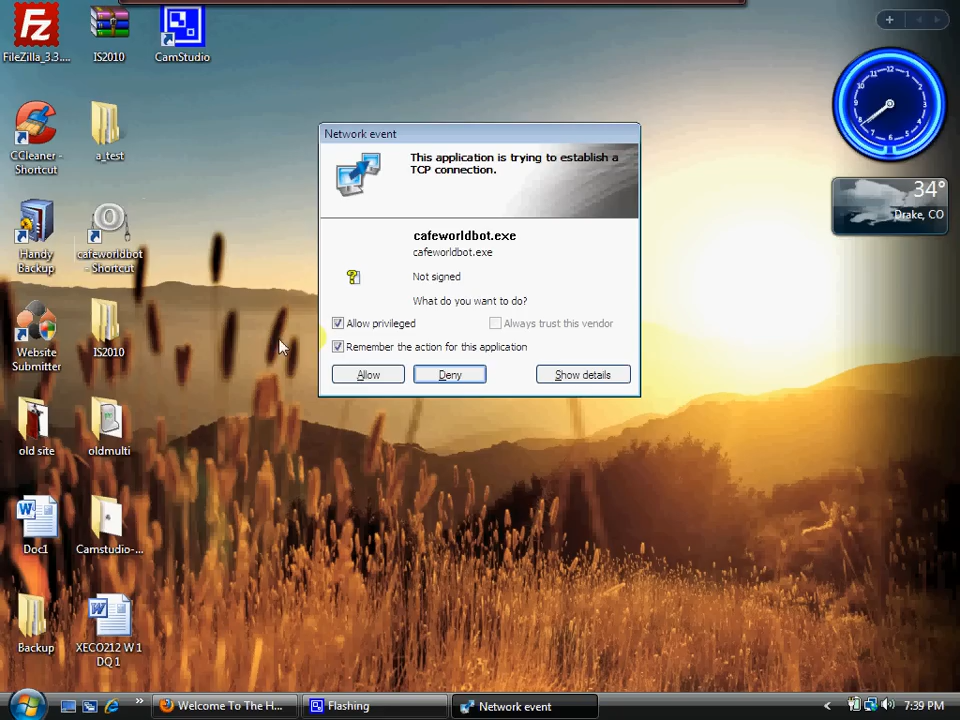 FileZilla_3.3....
IS2010
CamStudio
CCleaner -
Shortcut
a_test
Handy
Backup
cafeworldbot
- Shortcut
Website
Submitter
IS2010
old site
oldmulti
Doc1
Camstudio-...
Backup
XECO212 W 1
DQ 1
Network event
This application is trying to establish a
TCP connection.
cafeworldbot.exe
cafeworldbot.exe
Not signed
What do you want to do?
Allow privileged
Always trust this vendor
Remember the action for this application
Allow
Deny
Show details
34°
Drake, CO
Welcome To The H...
Flashing
Network event
7:39 PM